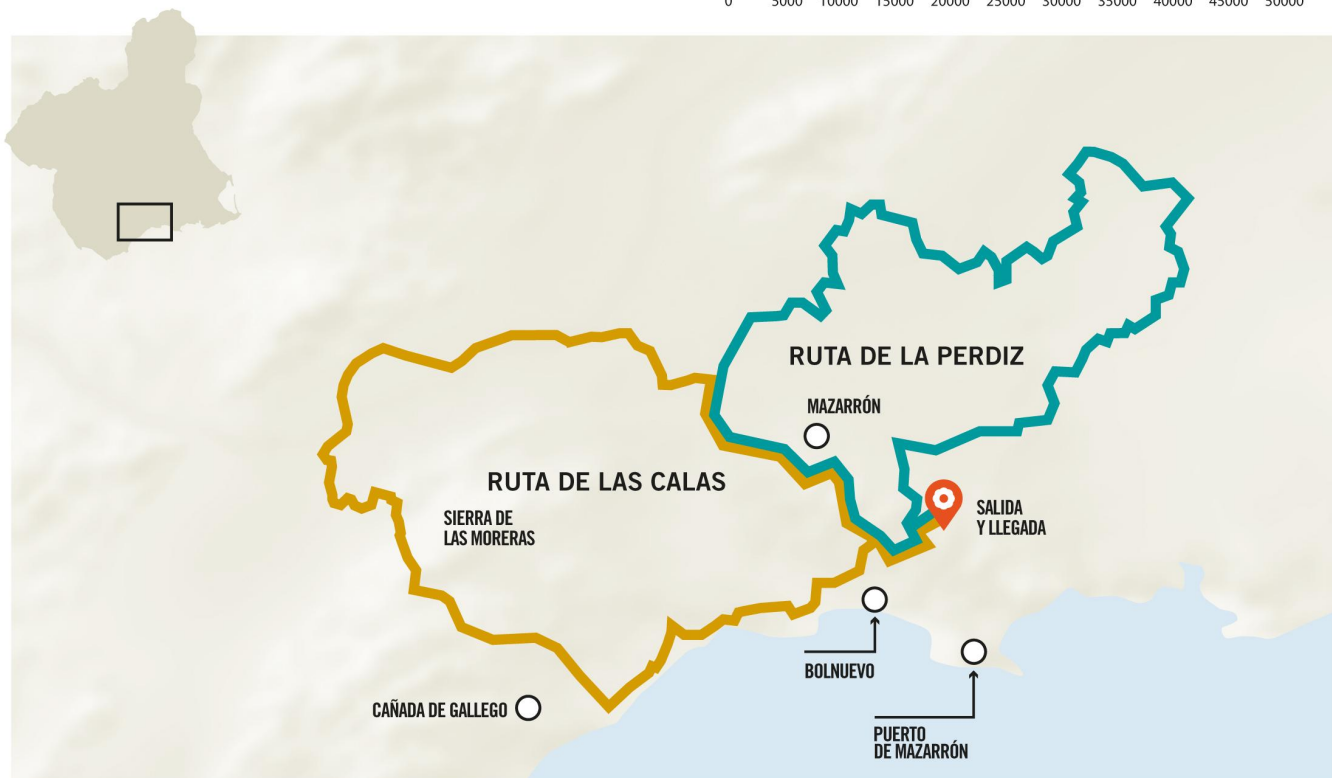 0 5000 10000 15000 20000 25000 30000 35000 40000 45000 50000
RUTA DE LA PERDIZ
MAZARRÓN
RUTA DE LAS CALAS
SIERRA DE
LAS MORERAS
SALIDA
Y LLEGADA
BOLNUEVO
CAÑADA DE GALLEGO
PUERTO
DE MAZARRÓN